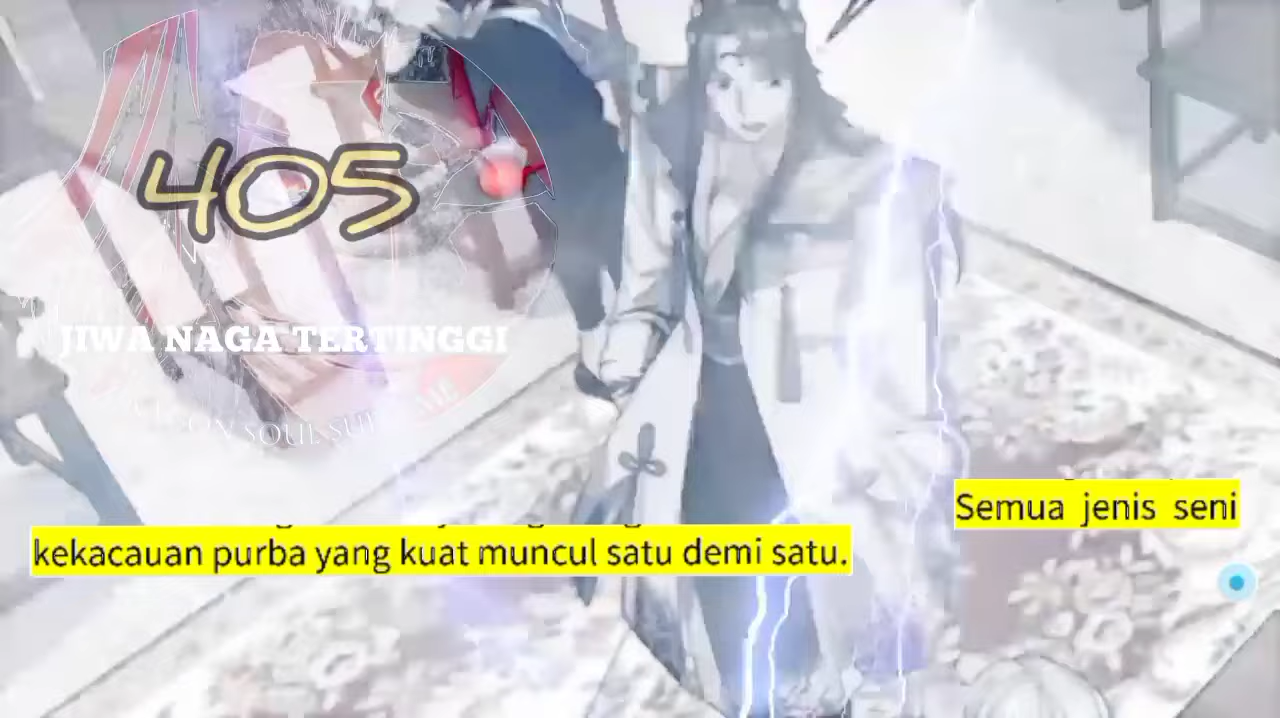 405
JIWA NAGA TERTINGGI
Semua jenis seni
kekacauan purba yang kuat muncul satu demi satu.